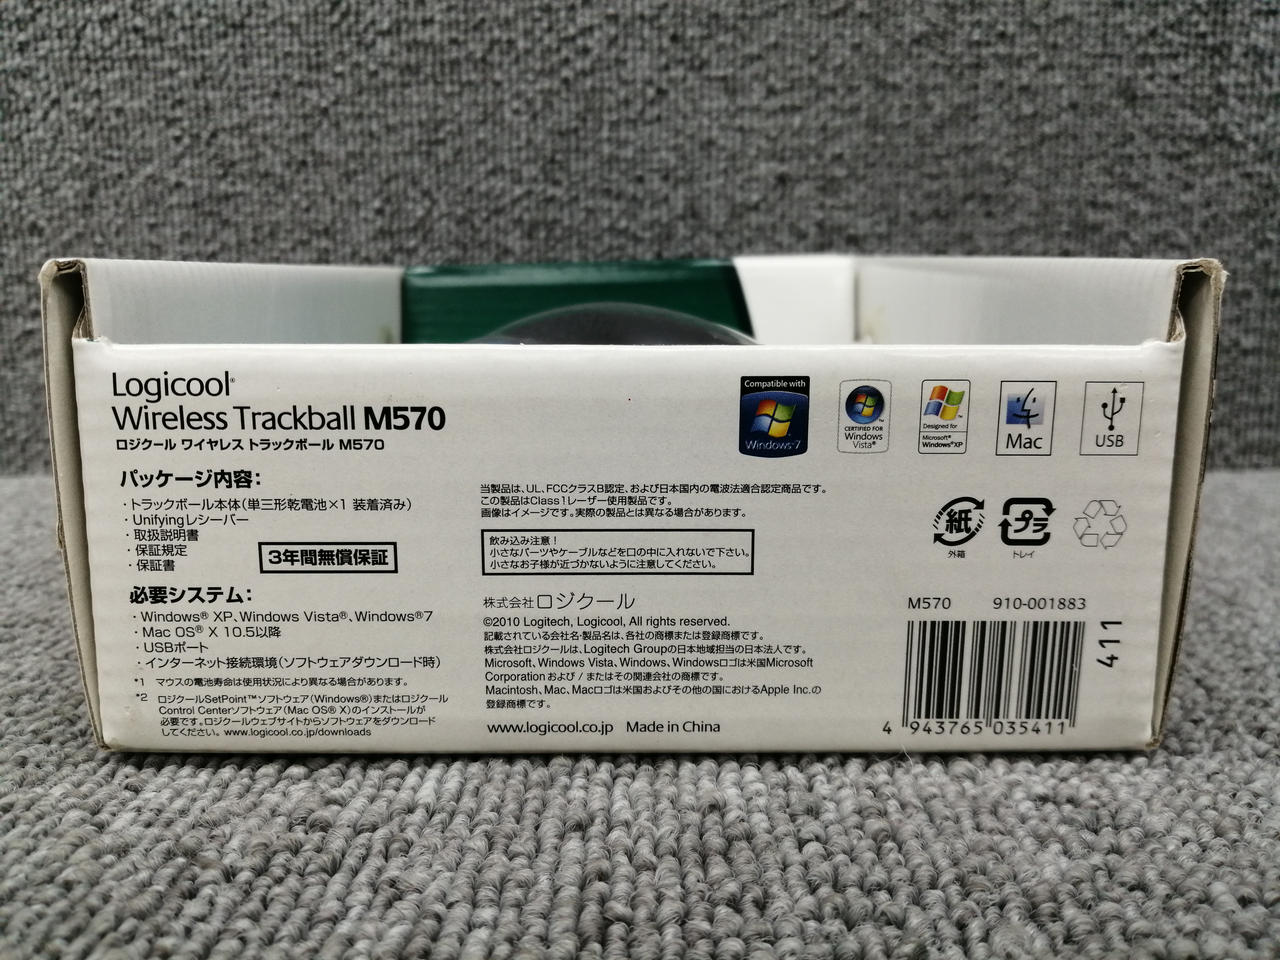 Logicool®
Wireless Trackball M570
ロジクール ワイヤレス トラックボール M570
パッケージ内容:
・トラックボール本体(単三形乾電池×1 装着済み)
・Unifyingレシーバー
・取扱説明書
・保証規定
・保証書
3年間無償保証
必要システム:
・Windows® XP、Windows Vista®、Windows®7
・Mac OS® X 10.5以降
・USBポート
・インターネット接続環境(ソフトウェアダウンロード時)
*1 マウスの電池寿命は使用状況により異なる場合があります。
*2 ロジクールSetPoint™ソフトウェア(Windows®)またはロジクール
Control Centerソフトウェア(Mac OS® X)のインストールが
必要です。ロジクールウェブサイトからソフトウェアをダウンロード
してください。www.logicool.co.jp/downloads
当製品は、UL、FCCクラスB認定、および日本国内の電波法適合認定商品です。
この製品はClass1レーザー使用製品です。
画像はイメージです。実際の製品とは異なる場合があります。
飲み込み注意!
小さなパーツやケーブルなどを口の中に入れないで下さい。
小さなお子様が近づかないように注意してください。
株式会社ロジクール
©2010 Logitech, Logicool, All rights reserved.
記載されている会社名・製品名は、各社の商標または登録商標です。
株式会社ロジクールは、Logitech Groupの日本地域担当の日本法人です。
Microsoft、Windows Vista、Windows、Windowsロゴは米国Microsoft
Corporationおよび/またはその関連会社の商標です。
Macintosh、Mac、Macロゴは米国およびその他の国におけるApple Inc.の
登録商標です。
www.logicool.co.jp Made in China
Compatible with
Windows®7
CERTIFIED FOR
Windows
Vista®
Designed for
Microsoft®
Windows®XP
Mac
USB
紙
外箱
プラ
トレイ
M570 910-001883
411
4 943765 035411